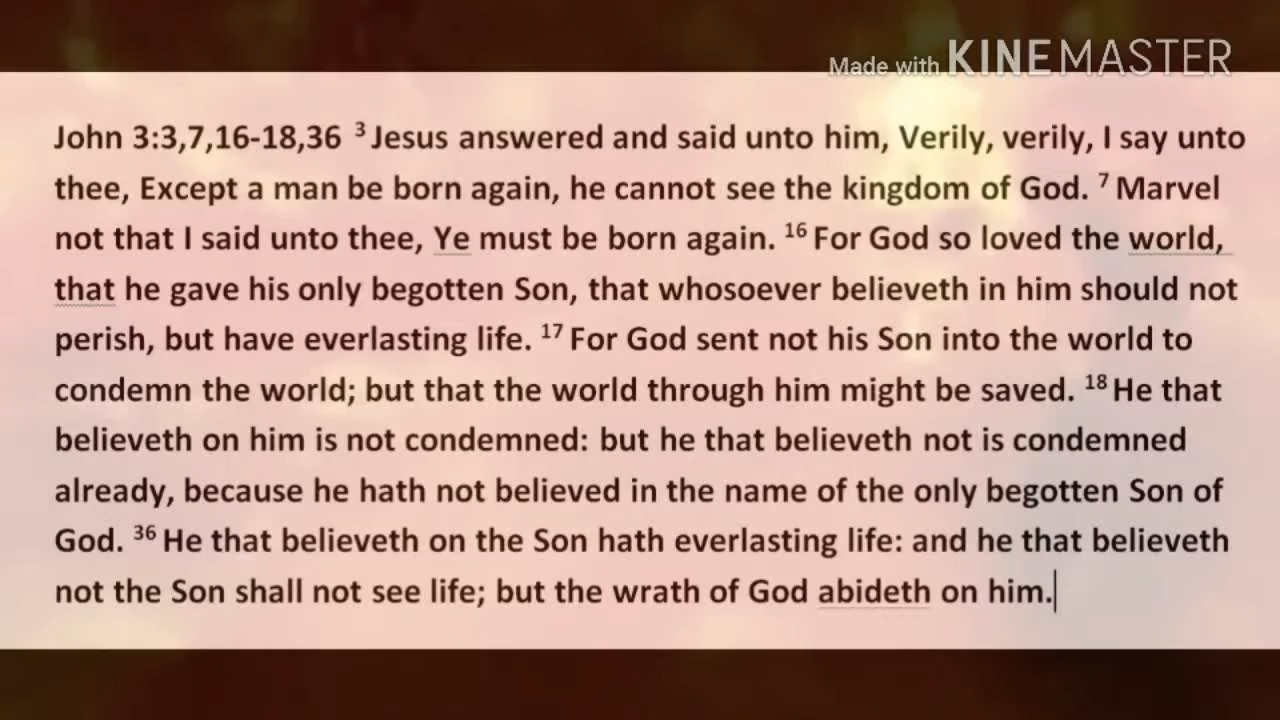 Made with KINEMASTER
John 3:3,7,16-18,36 ³ Jesus answered and said unto him, Verily, verily, I say unto
thee, Except a man be born again, he cannot see the kingdom of God. ⁷ Marvel
not that I said unto thee, Ye must be born again. ¹⁶ For God so loved the world,
that he gave his only begotten Son, that whosoever believeth in him should not
perish, but have everlasting life. ¹⁷ For God sent not his Son into the world to
condemn the world; but that the world through him might be saved. ¹⁸ He that
believeth on him is not condemned: but he that believeth not is condemned
already, because he hath not believed in the name of the only begotten Son of
God. ³⁶ He that believeth on the Son hath everlasting life: and he that believeth
not the Son shall not see life; but the wrath of God abideth on him.